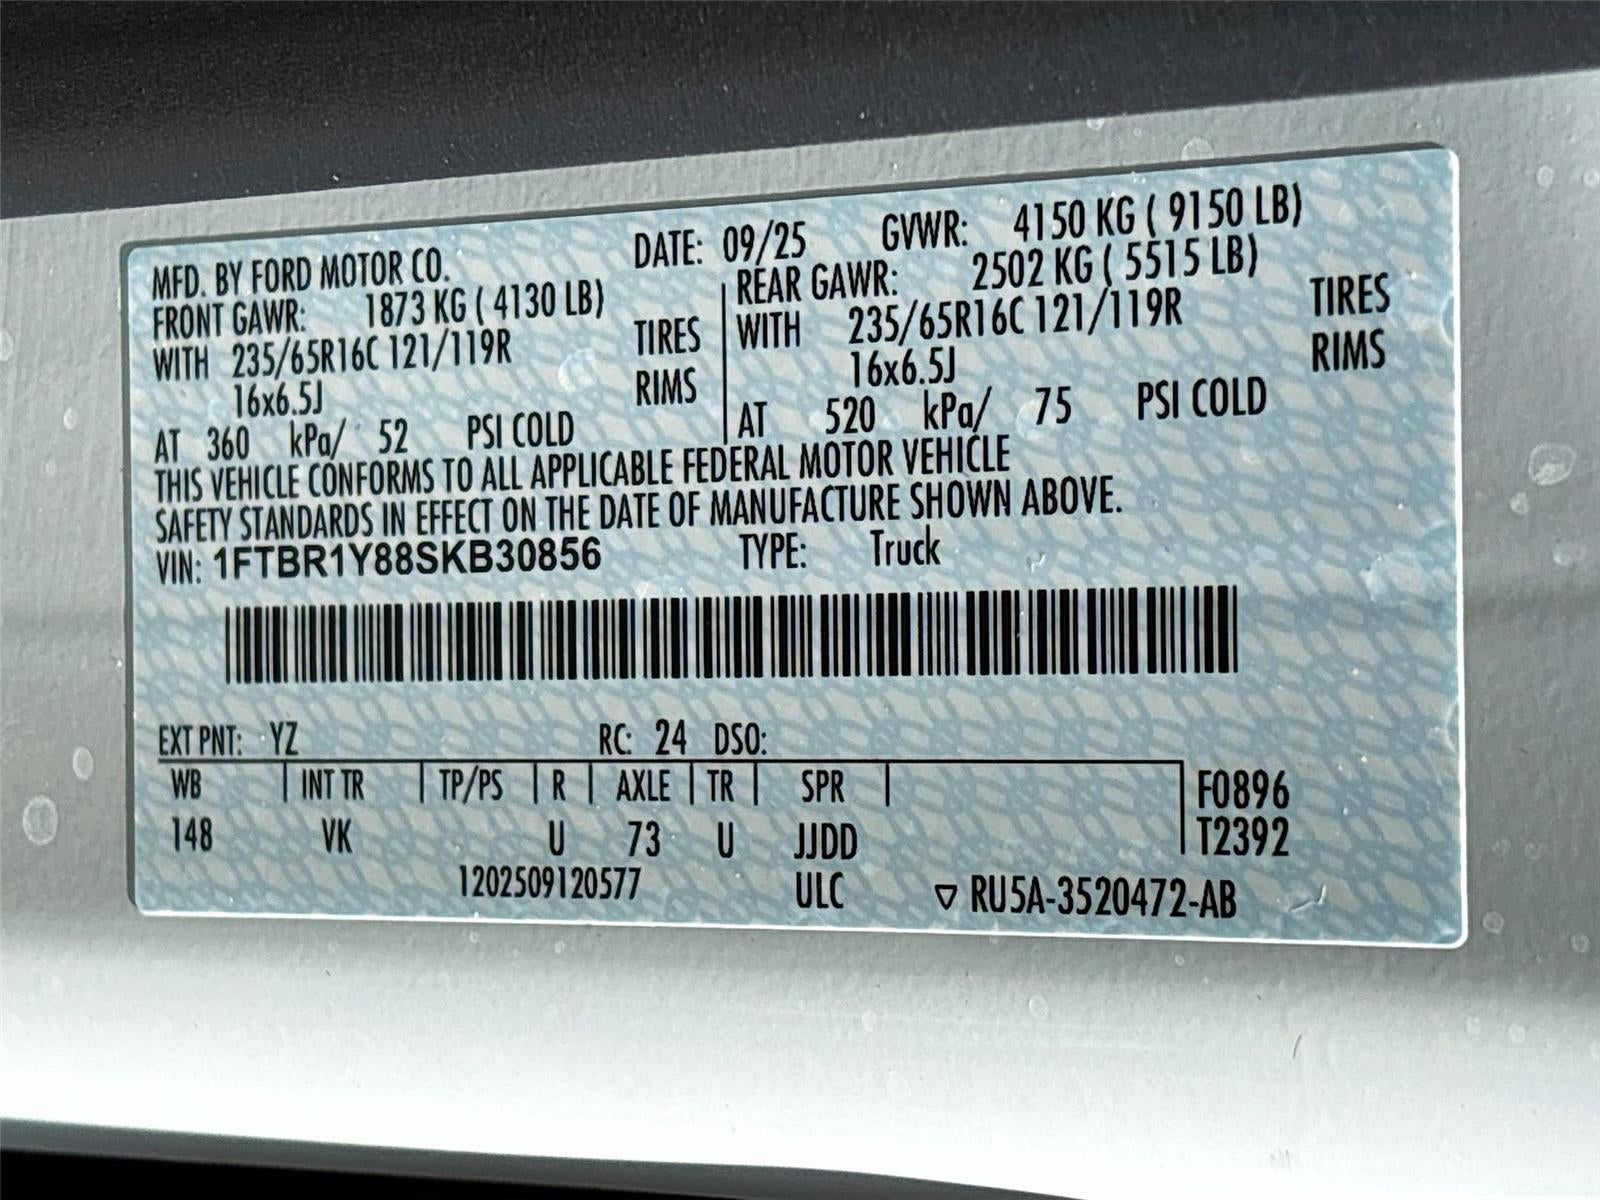 MFD. BY FORD MOTOR CO. DATE: 09/25 GVWR: 4150 KG ( 9150 LB)
FRONT GAWR: 1873 KG ( 4130 LB) REAR GAWR: 2502 KG ( 5515 LB)
WITH 235/65R16C 121/119R TIRES WITH 235/65R16C 121/119R TIRES
16x6.5J RIMS 16x6.5J RIMS
AT 360 kPa/ 52 PSI COLD AT 520 kPa/ 75 PSI COLD
THIS VEHICLE CONFORMS TO ALL APPLICABLE FEDERAL MOTOR VEHICLE
SAFETY STANDARDS IN EFFECT ON THE DATE OF MANUFACTURE SHOWN ABOVE.
VIN: 1FTBR1Y88SKB30856 TYPE: Truck
EXT PNT: YZ RC: 24 DSO:
WB INT TR TP/PS R AXLE TR SPR F0896
148 VK U 73 U JJDD T2392
1202509120577 ULC ▽ RU5A-3520472-AB